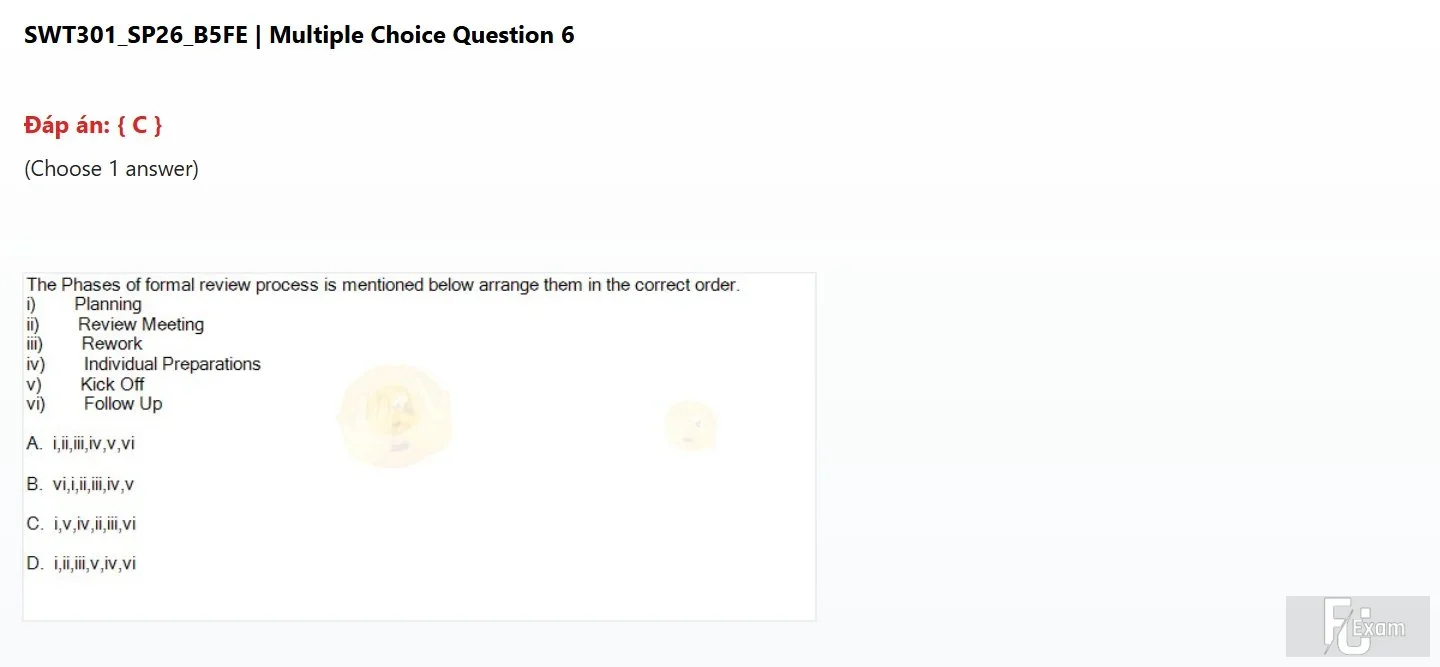 SWT301_SP26_B5FE | Multiple Choice Question 6
Đáp án: { C }
(Choose 1 answer)
The Phases of formal review process is mentioned below arrange them in the correct order.
i) Planning
ii) Review Meeting
iii) Rework
iv) Individual Preparations
v) Kick Off
vi) Follow Up
A. i,ii,iii,iv,v,vi
B. vi,i,ii,iii,iv,v
C. i,v,iv,ii,iii,vi
D. i,ii,iii,v,iv,vi
FU Exam